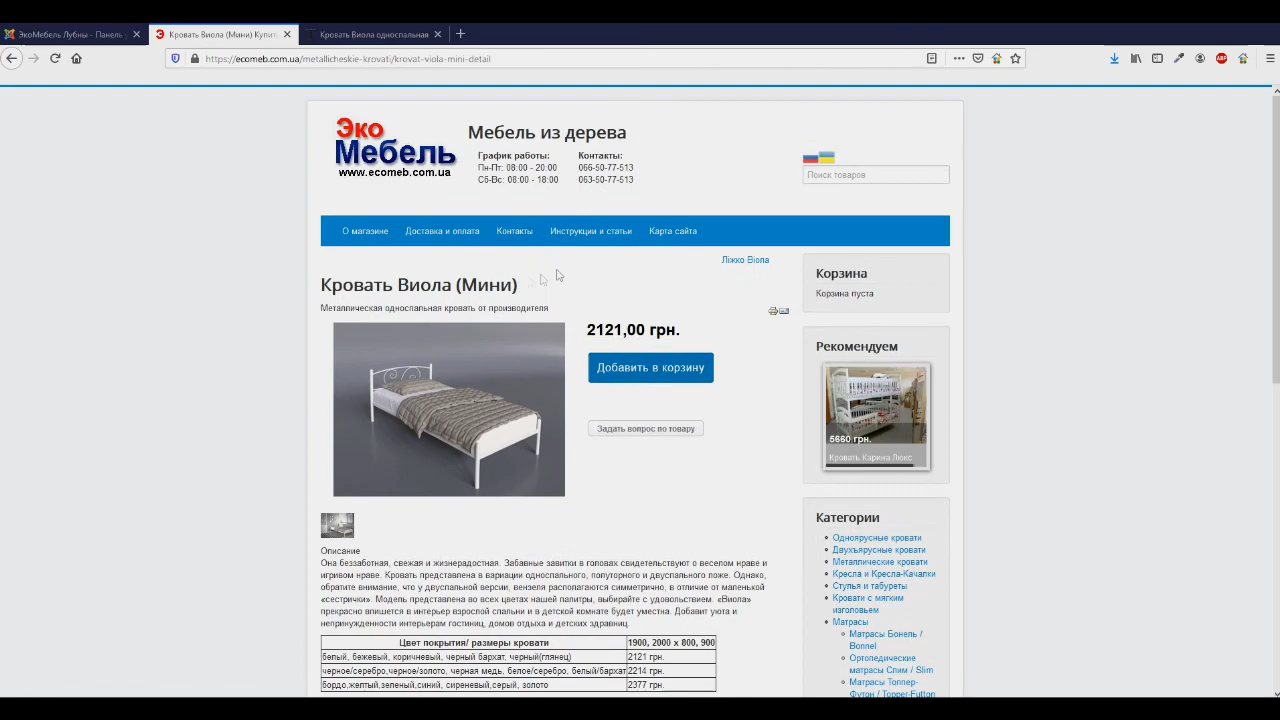 ЭкоМебель Лубны - Панель у
Кровать Виола (Мини) Купить
Кровать Виола односпальная
https://ecomeb.com.ua/metallicheskie-krovati/krovat-viola-mini-detail
ABP
Эко
Мебель
www.ecomeb.com.ua
Мебель из дерева
График работы:
Пн-Пт: 08:00 - 20:00
Сб-Вс: 08:00 - 18:00
Контакты:
066-50-77-513
063-50-77-513
Поиск товаров
О магазине Доставка и оплата Контакты Инструкции и статьи Карта сайта
Ліжко Віола
Кровать Виола (Мини)
Металлическая односпальная кровать от производителя
2121,00 грн.
Добавить в корзину
Задать вопрос по товару
Описание
Она беззаботная, свежая и жизнерадостная. Забавные завитки в головах свидетельствуют о веселом нраве и
игривом нраве. Кровать представлена в вариации односпального, полуторного и двуспального ложе. Однако,
обратите внимание, что у двуспальной версии, вензеля располагаются симметрично, в отличие от маленькой
«сестрички». Модель представлена во всех цветах нашей палитры, выбирайте с удовольствием. «Виола»
прекрасно впишется в интерьер взрослой спальни и в детской комнате будет уместна. Добавит уюта и
непринужденности интерьерам гостиниц, домов отдыха и детских здравниц.
Цвет покрытия/ размеры кровати 1900, 2000 x 800, 900
белый, бежевый, коричневый, черный бархат, черный(глянец) 2121 грн.
черное/серебро,черное/золото, черная медь, белое/серебро, белый/бархат 2214 грн.
бордо,желтый,зеленый,синий, сиреневый,серый, золото 2377 грн.
Корзина
Корзина пуста
Рекомендуем
5660 грн.
Кровать Карина Люкс
Категории
Одноярусные кровати
Двухъярусные кровати
Металлические кровати
Кресла и Кресла-Качалки
Стулья и табуреты
Кровати с мягким
изголовьем
Матрасы
Матрасы Бонель /
Bonnel
Ортопедические
матрасы Слим / Slim
Матрасы Топпер-
Футон / Topper-Futton